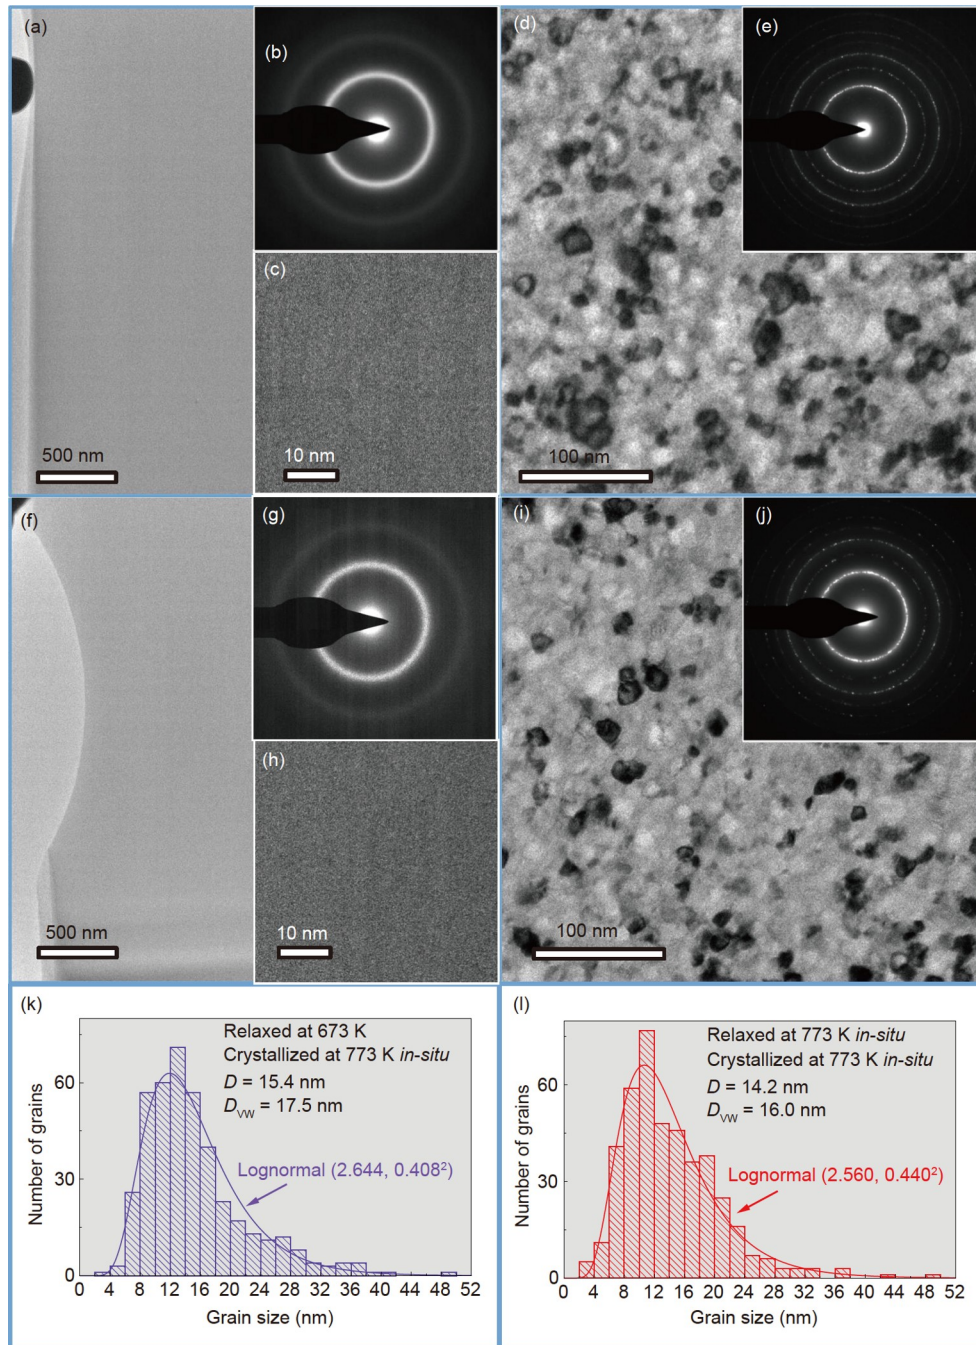 (a)
(b)
(c)
500 nm
10 nm
(d)
(e)
100 nm
(f)
(g)
(h)
500 nm
10 nm
(i)
(j)
100 nm
(k)
Relaxed at 673 K
Crystallized at 773 K in-situ
D = 15.4 nm
D_VW = 17.5 nm
Lognormal (2.644, 0.408²)
Number of grains
60
30
0
0 4 8 12 16 20 24 28 32 36 40 44 48 52
Grain size (nm)
(l)
Relaxed at 773 K in-situ
Crystallized at 773 K in-situ
D = 14.2 nm
D_VW = 16.0 nm
Lognormal (2.560, 0.440²)
Number of grains
60
30
0
0 4 8 12 16 20 24 28 32 36 40 44 48 52
Grain size (nm)